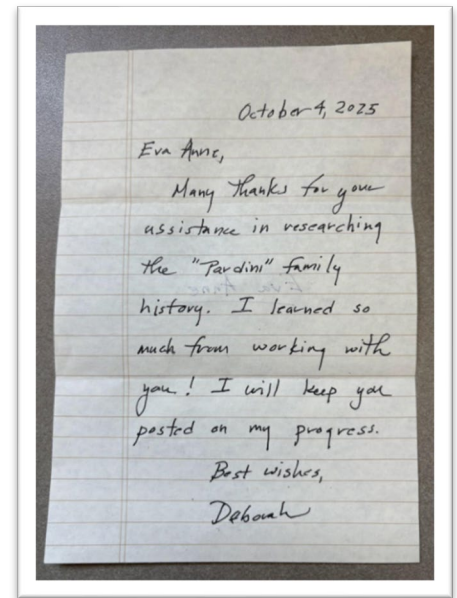 October 4, 2025
Eva Anne,
Many thanks for your
assistance in researching
the "Pardini" family
history. I learned so
much from working with
you! I will keep you
posted on my progress.
Best wishes,
Deborah